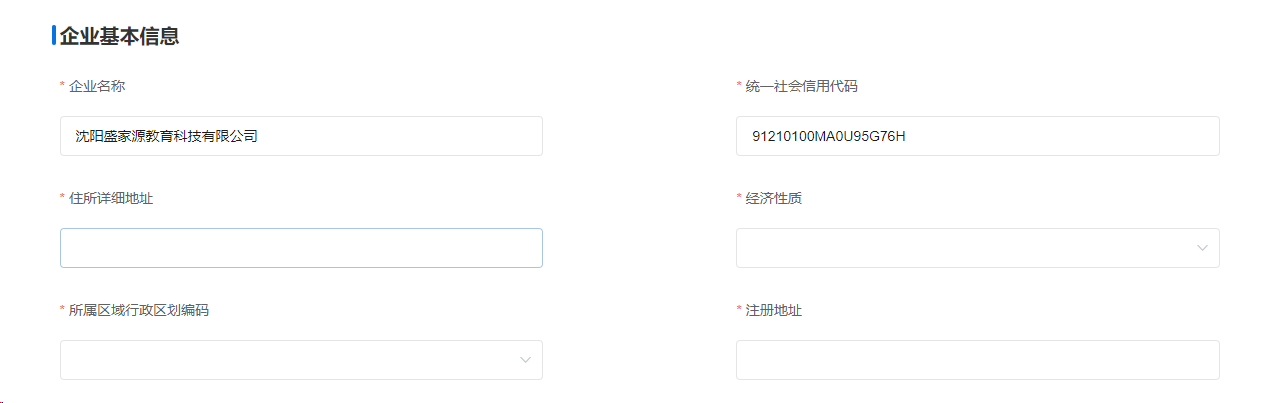 企业基本信息
* 企业名称
* 统一社会信用代码
沈阳盛家源教育科技有限公司
91210100MA0U95G76H
* 住所详细地址
* 经济性质
* 所属区域行政区划编码
* 注册地址